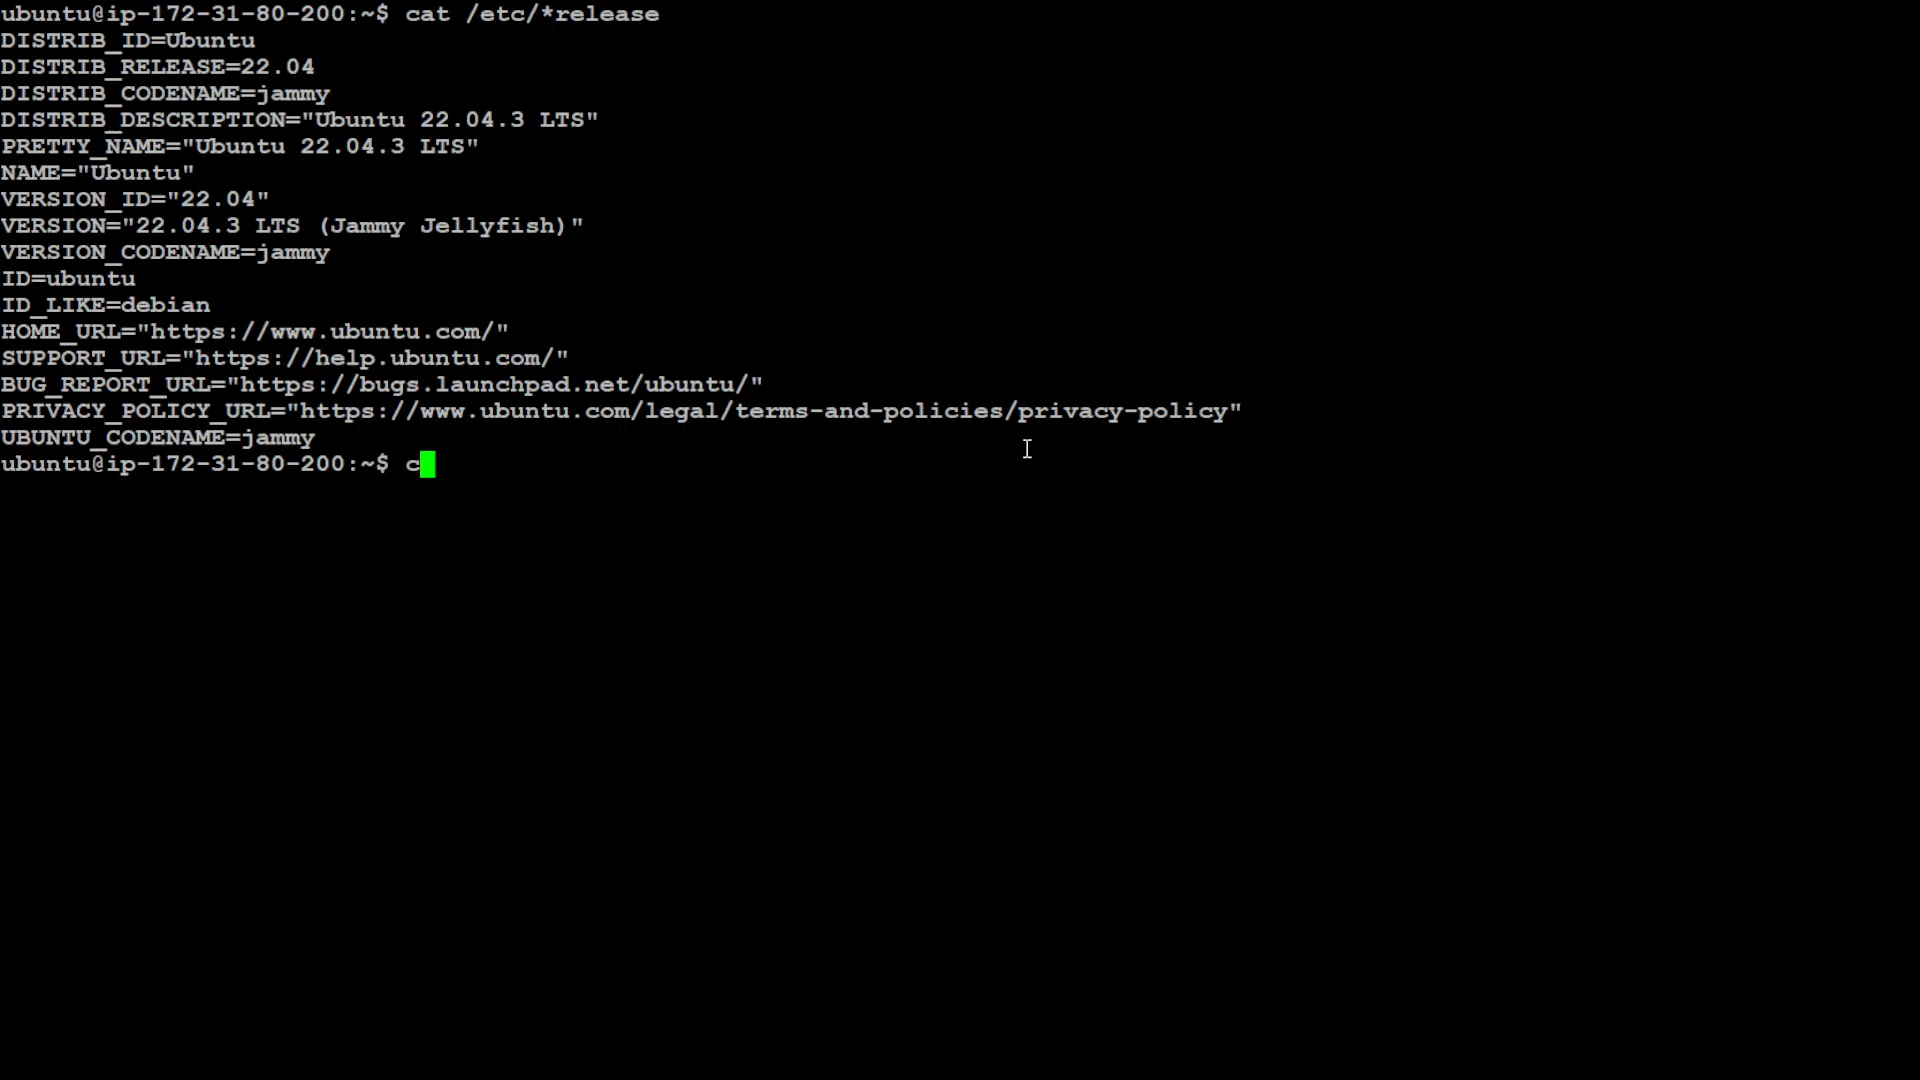 ubuntu@ip-172-31-80-200:~$ cat /etc/*release
DISTRIB_ID=Ubuntu
DISTRIB_RELEASE=22.04
DISTRIB_CODENAME=jammy
DISTRIB_DESCRIPTION="Ubuntu 22.04.3 LTS"
PRETTY_NAME="Ubuntu 22.04.3 LTS"
NAME="Ubuntu"
VERSION_ID="22.04"
VERSION="22.04.3 LTS (Jammy Jellyfish)"
VERSION_CODENAME=jammy
ID=ubuntu
ID_LIKE=debian
HOME_URL="https://www.ubuntu.com/"
SUPPORT_URL="https://help.ubuntu.com/"
BUG_REPORT_URL="https://bugs.launchpad.net/ubuntu/"
PRIVACY_POLICY_URL="https://www.ubuntu.com/legal/terms-and-policies/privacy-policy"
UBUNTU_CODENAME=jammy
ubuntu@ip-172-31-80-200:~$ c